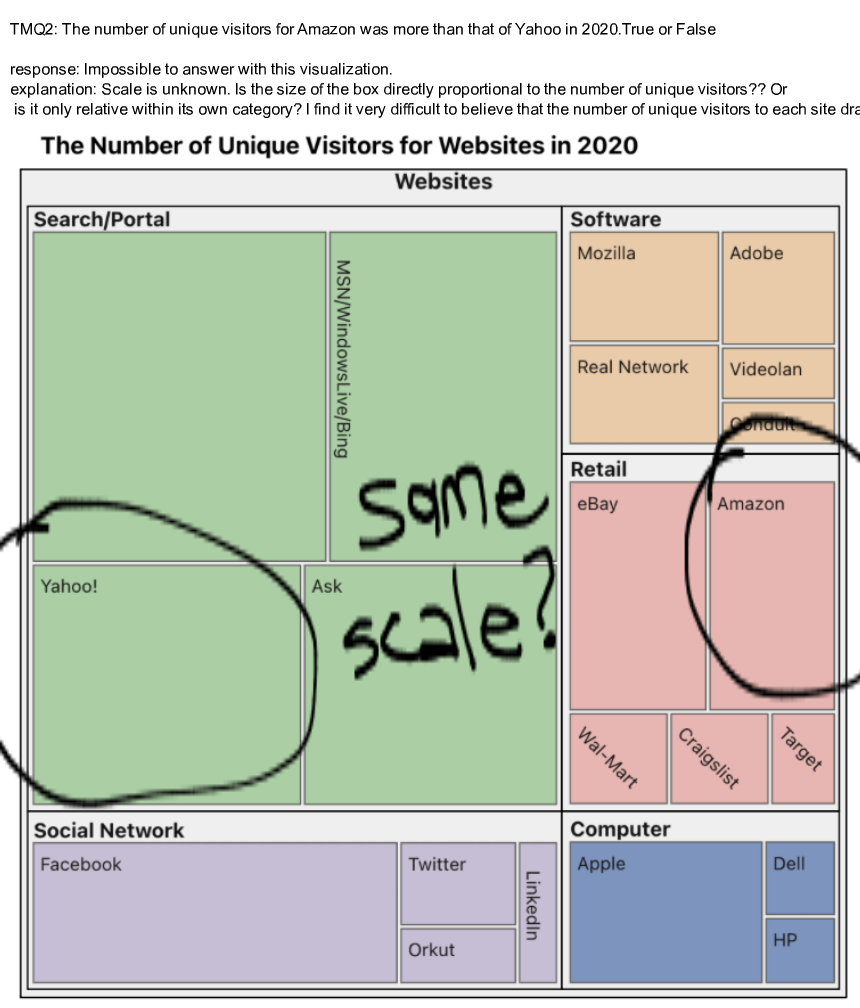 TMQ2: The number of unique visitors for Amazon was more than that of Yahoo in 2020.True or False
response: Impossible to answer with this visualization.
explanation: Scale is unknown. Is the size of the box directly proportional to the number of unique visitors?? Or
is it only relative within its own category? I find it very difficult to believe that the number of unique visitors to each site dra
The Number of Unique Visitors for Websites in 2020
Websites
Search/Portal
MSN/WindowsLive/Bing
Yahoo!
Ask
same
scale?
Software
Mozilla
Adobe
Real Network
Videolan
Conduit
Retail
eBay
Amazon
Wal-Mart
Craigslist
Target
Social Network
Facebook
Twitter
Orkut
LinkedIn
Computer
Apple
Dell
HP